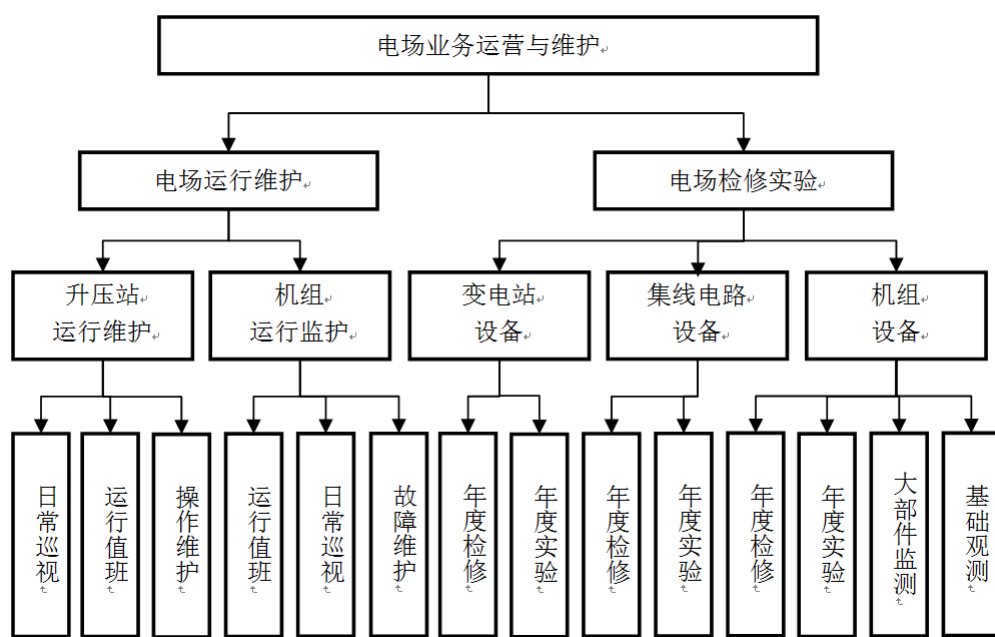 电场业务运营与维护
电场运行维护
电场检修实验
升压站
运行维护
机组
运行监护
变电站
设备
集线电路
设备
机组
设备
日常巡视
运行值班
操作维护
运行值班
日常巡视
故障维护
年度检修
年度实验
年度检修
年度实验
年度检修
年度实验
大部件监测
基础观测